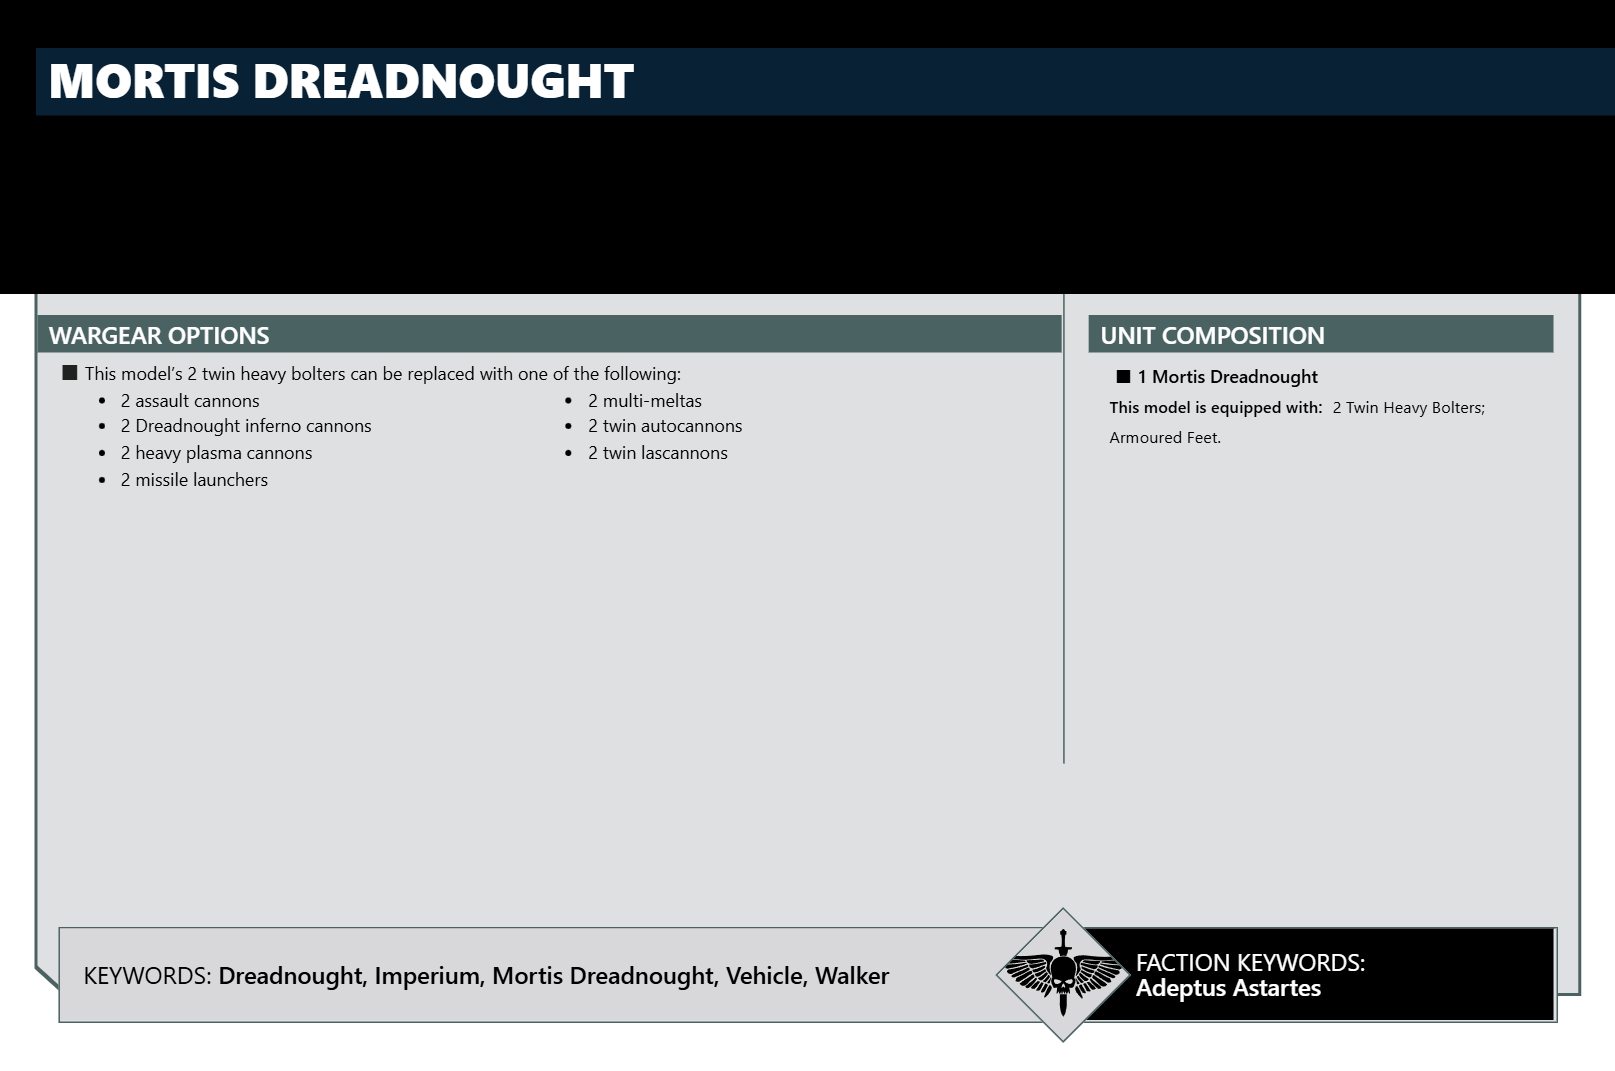 MORTIS DREADNOUGHT
WARGEAR OPTIONS
■ This model’s 2 twin heavy bolters can be replaced with one of the following:
• 2 assault cannons
• 2 Dreadnought inferno cannons
• 2 heavy plasma cannons
• 2 missile launchers
• 2 multi-meltas
• 2 twin autocannons
• 2 twin lascannons
UNIT COMPOSITION
■ 1 Mortis Dreadnought
This model is equipped with: 2 Twin Heavy Bolters;
Armoured Feet.
KEYWORDS: Dreadnought, Imperium, Mortis Dreadnought, Vehicle, Walker
FACTION KEYWORDS:
Adeptus Astartes